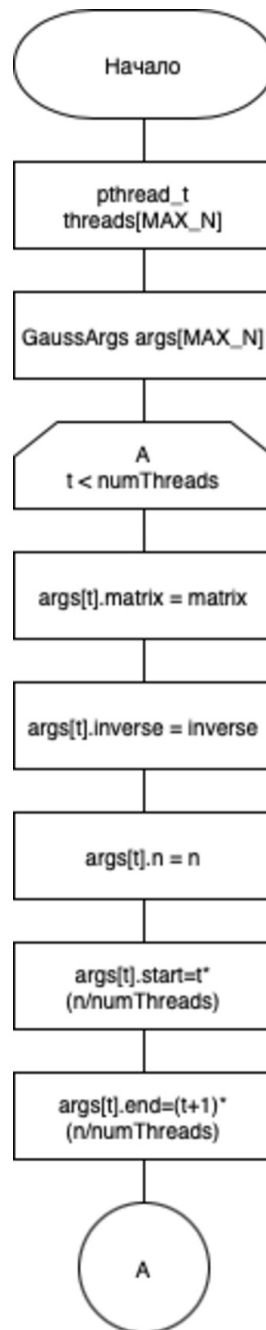 Начало
pthread_t
threads[MAX_N]
GaussArgs args[MAX_N]
A
t < numThreads
args[t].matrix = matrix
args[t].inverse = inverse
args[t].n = n
args[t].start=t*
(n/numThreads)
args[t].end=(t+1)*
(n/numThreads)
A